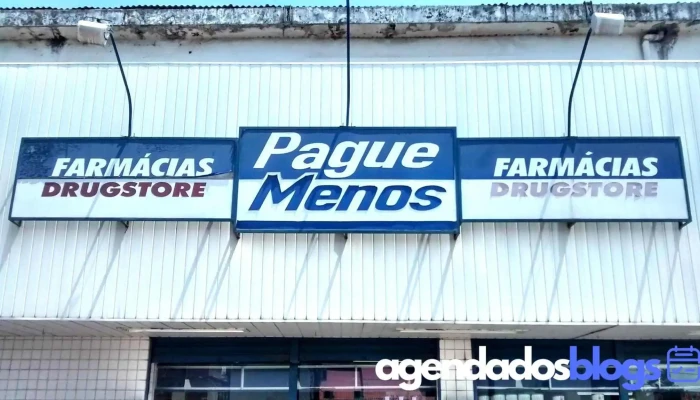 FARMÁCIAS
DRUGSTORE
Pague
Menos
FARMÁCIAS
DRUGSTORE
agendadosblogs